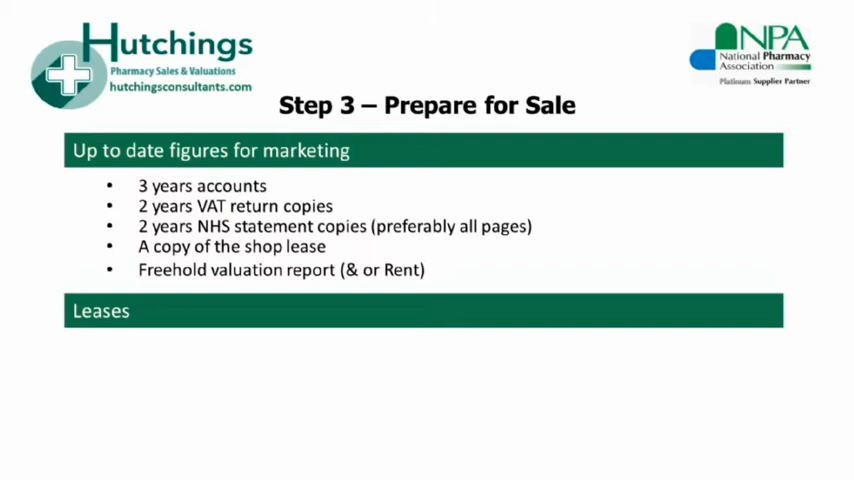 Hutchings
Pharmacy Sales & Valuations
hutchingsconsultants.com
NPA
National Pharmacy
Association
Platinum Supplier Partner
Step 3 – Prepare for Sale
Up to date figures for marketing
• 3 years accounts
• 2 years VAT return copies
• 2 years NHS statement copies (preferably all pages)
• A copy of the shop lease
• Freehold valuation report (& or Rent)
Leases